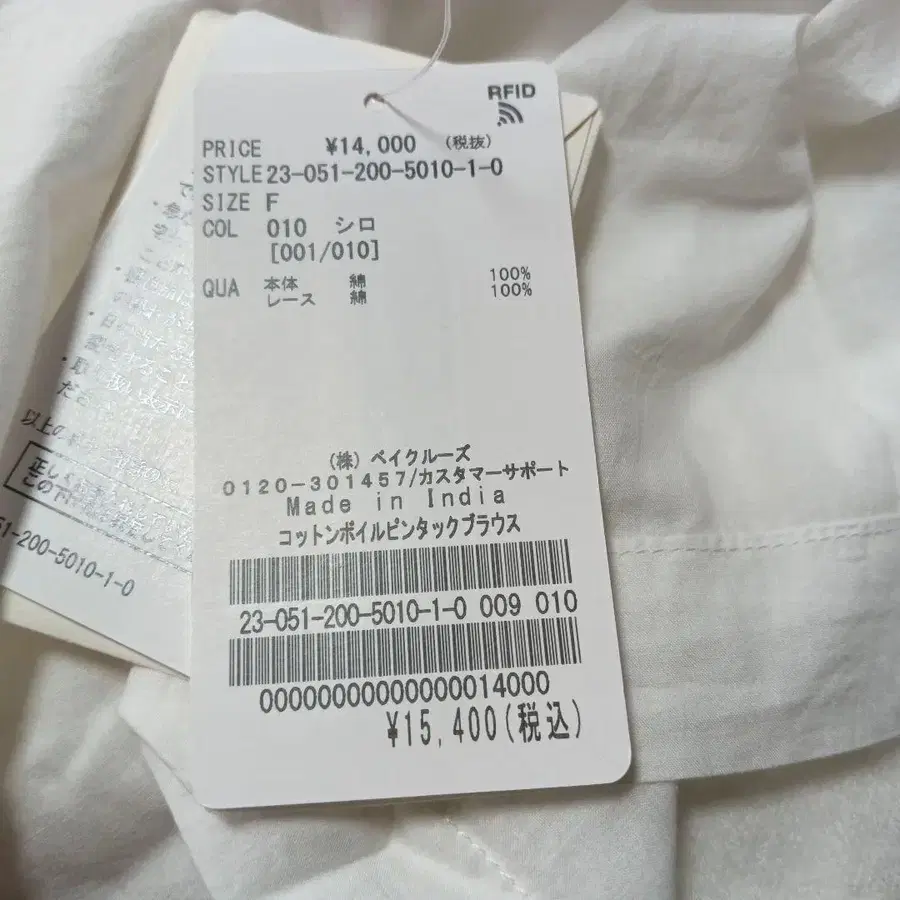 RFID
PRICE ¥14,000 (税抜)
STYLE 23-051-200-5010-1-0
SIZE F
COL 010 シロ
[001/010]
QUA 本体 綿 100%
レース 綿 100%
(株) ベイクルーズ
0120-301457/カスタマーサポート
Made in India
コットンボイルピンタックブラウス
23-051-200-5010-1-0 009 010
00000000000000014000
¥15,400(税込)
以上の
51-200-5010-1-0